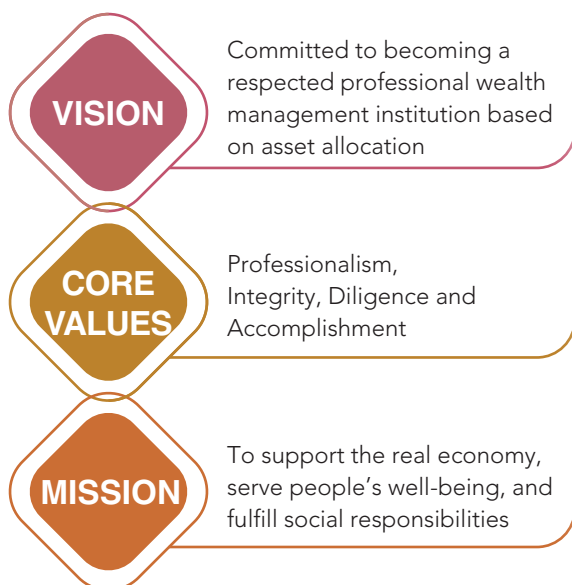 VISION
Committed to becoming a
respected professional wealth
management institution based
on asset allocation
CORE
VALUES
Professionalism,
Integrity, Diligence and
Accomplishment
MISSION
To support the real economy,
serve people’s well-being, and
fulfill social responsibilities